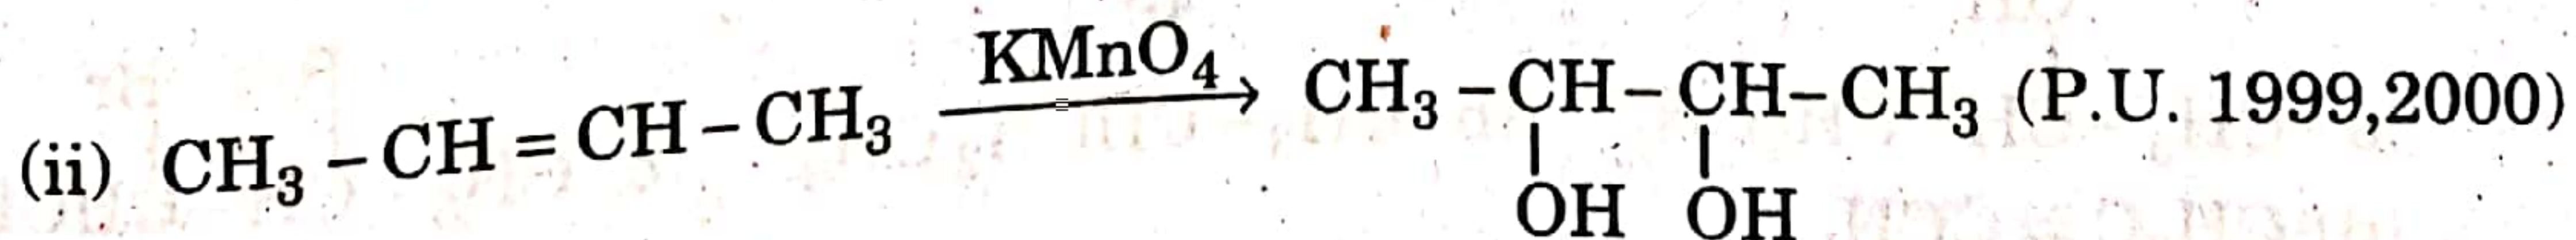 (ii) CH₃ – CH = CH – CH₃ KMnO₄ → CH₃ – CH – CH – CH₃ (P.U. 1999,2000)
| |
OH OH